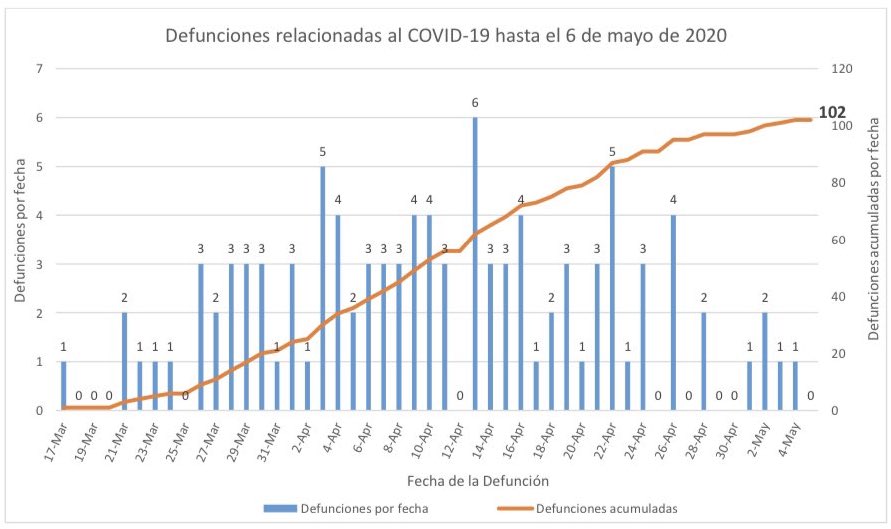 Defunciones relacionadas al COVID-19 hasta el 6 de mayo de 2020
Defunciones por fecha
7
6
5
4
3
2
1
0
1 0 0 0 2 1 1 1 0 3 2 3 3 3 1 3 1 5 4 2 3 3 3 4 4 3 0 6 3 3 4 1 2 3 1 3 5 1 3 0 4 0 2 0 0 1 2 1 1 0
102
120
100
80
60
40
20
0
Defunciones acumuladas por fecha
17-Mar 19-Mar 21-Mar 23-Mar 25-Mar 27-Mar 29-Mar 31-Mar 2-Apr 4-Apr 6-Apr 8-Apr 10-Apr 12-Apr 14-Apr 16-Apr 18-Apr 20-Apr 22-Apr 24-Apr 26-Apr 28-Apr 30-Apr 2-May 4-May
Fecha de la Defunción
Defunciones por fecha Defunciones acumuladas